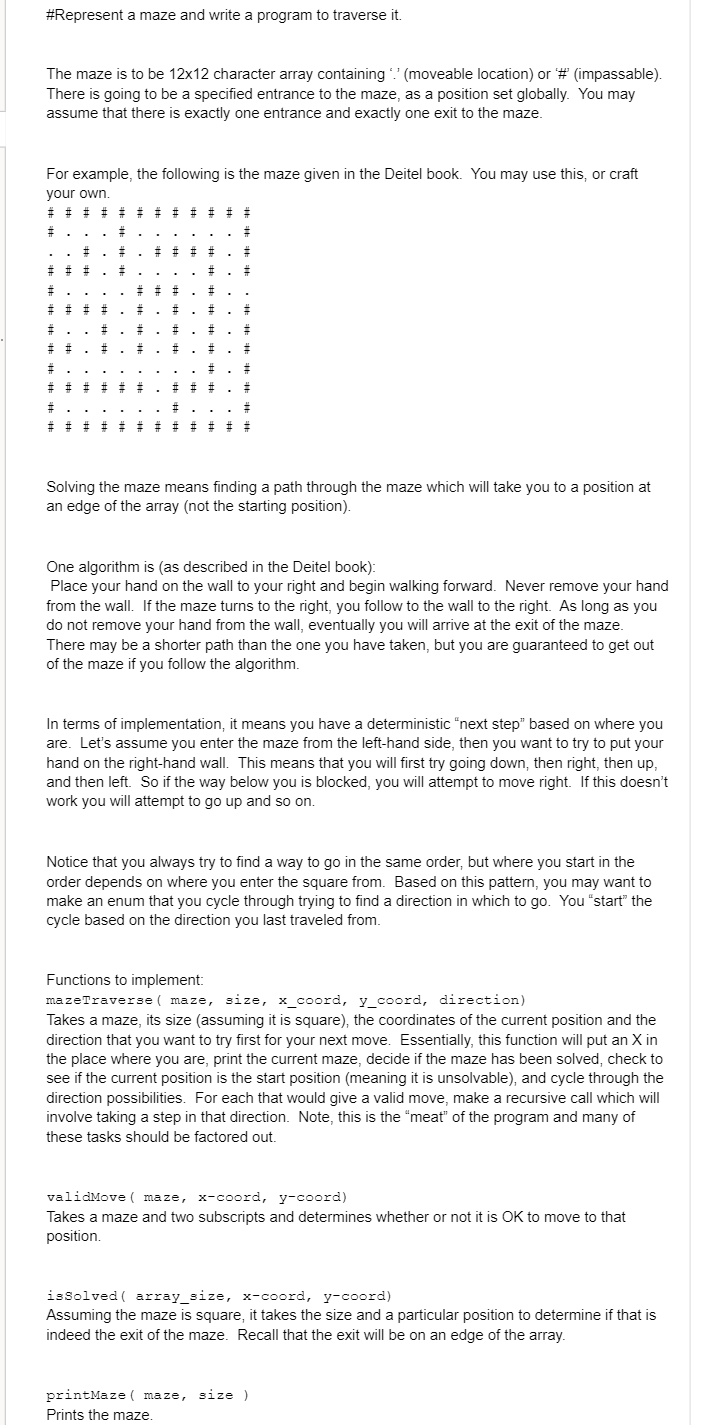 #Represent a maze and write a program to traverse it.
The maze is to be 12x12 character array containing ‘.’ (moveable location) or ‘#’ (impassable).
There is going to be a specified entrance to the maze, as a position set globally. You may
assume that there is exactly one entrance and exactly one exit to the maze.
For example, the following is the maze given in the Deitel book. You may use this, or craft
your own.
# # # # # # # # # # # #
# . . . # . . . . . . #
. . # . # . # # # # . #
# # # . # . . . . # . #
# . . . . # # # . # . .
# # # # . # . # . # . #
# . . # . # . # . # . #
# # . # . # . # . # . #
# . . . . . . . . # . #
# # # # # # . # # # . #
# . . . . . . # . . . #
# # # # # # # # # # # #
Solving the maze means finding a path through the maze which will take you to a position at
an edge of the array (not the starting position).
One algorithm is (as described in the Deitel book):
Place your hand on the wall to your right and begin walking forward. Never remove your hand
from the wall. If the maze turns to the right, you follow to the wall to the right. As long as you
do not remove your hand from the wall, eventually you will arrive at the exit of the maze.
There may be a shorter path than the one you have taken, but you are guaranteed to get out
of the maze if you follow the algorithm.
In terms of implementation, it means you have a deterministic “next step” based on where you
are. Let’s assume you enter the maze from the left-hand side, then you want to try to put your
hand on the right-hand wall. This means that you will first try going down, then right, then up,
and then left. So if the way below you is blocked, you will attempt to move right. If this doesn’t
work you will attempt to go up and so on.
Notice that you always try to find a way to go in the same order, but where you start in the
order depends on where you enter the square from. Based on this pattern, you may want to
make an enum that you cycle through trying to find a direction in which to go. You “start” the
cycle based on the direction you last traveled from.
Functions to implement:
mazeTraverse( maze, size, x_coord, y_coord, direction)
Takes a maze, its size (assuming it is square), the coordinates of the current position and the
direction that you want to try first for your next move. Essentially, this function will put an X in
the place where you are, print the current maze, decide if the maze has been solved, check to
see if the current position is the start position (meaning it is unsolvable), and cycle through the
direction possibilities. For each that would give a valid move, make a recursive call which will
involve taking a step in that direction. Note, this is the “meat” of the program and many of
these tasks should be factored out.
validMove( maze, x-coord, y-coord)
Takes a maze and two subscripts and determines whether or not it is OK to move to that
position.
isSolved( array_size, x-coord, y-coord)
Assuming the maze is square, it takes the size and a particular position to determine if that is
indeed the exit of the maze. Recall that the exit will be on an edge of the array.
printMaze( maze, size )
Prints the maze.